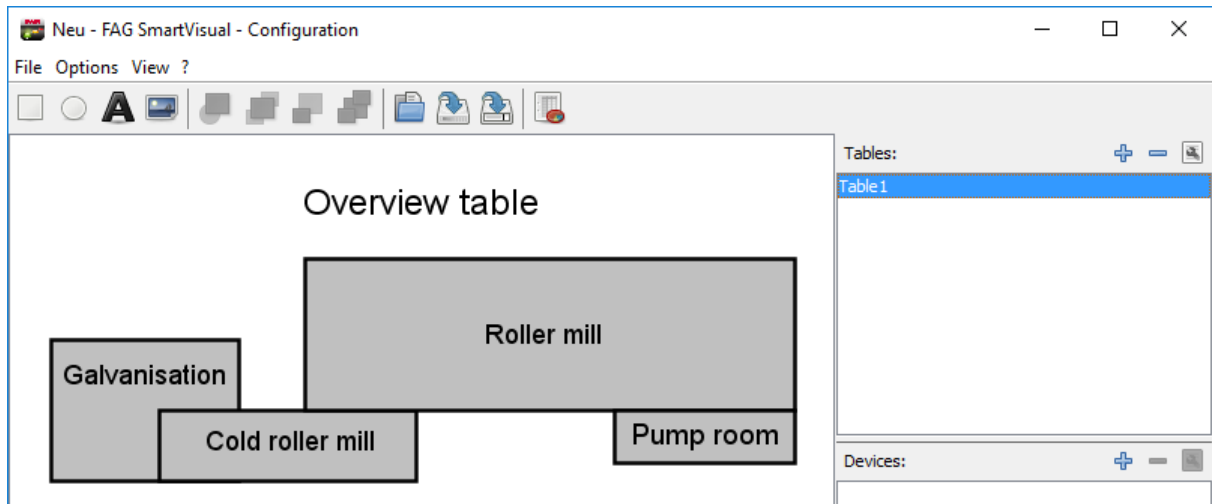 Neu - FAG SmartVisual - Configuration
File Options View ?
A
Tables:
Table1
Overview table
Roller mill
Galvanisation
Cold roller mill
Pump room
Devices: